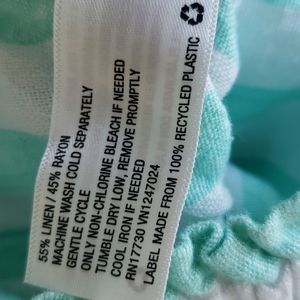 55% LINEN / 45% RAYON
MACHINE WASH COLD SEPARATELY
GENTLE CYCLE
ONLY NON-CHLORINE BLEACH IF NEEDED
TUMBLE DRY LOW, REMOVE PROMPTLY
COOL IRON IF NEEDED
RN17730 VN1247024
LABEL MADE FROM 100% RECYCLED PLASTIC